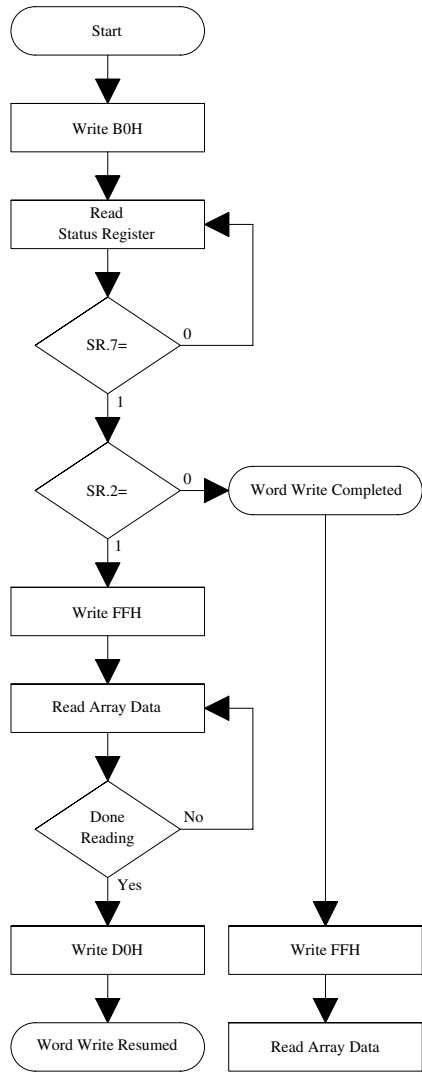 Start
Write B0H
Read
Status Register
SR.7=
0
1
SR.2=
0
Word Write Completed
1
Write FFH
Read Array Data
Done
Reading
No
Yes
Write D0H
Write FFH
Word Write Resumed
Read Array Data